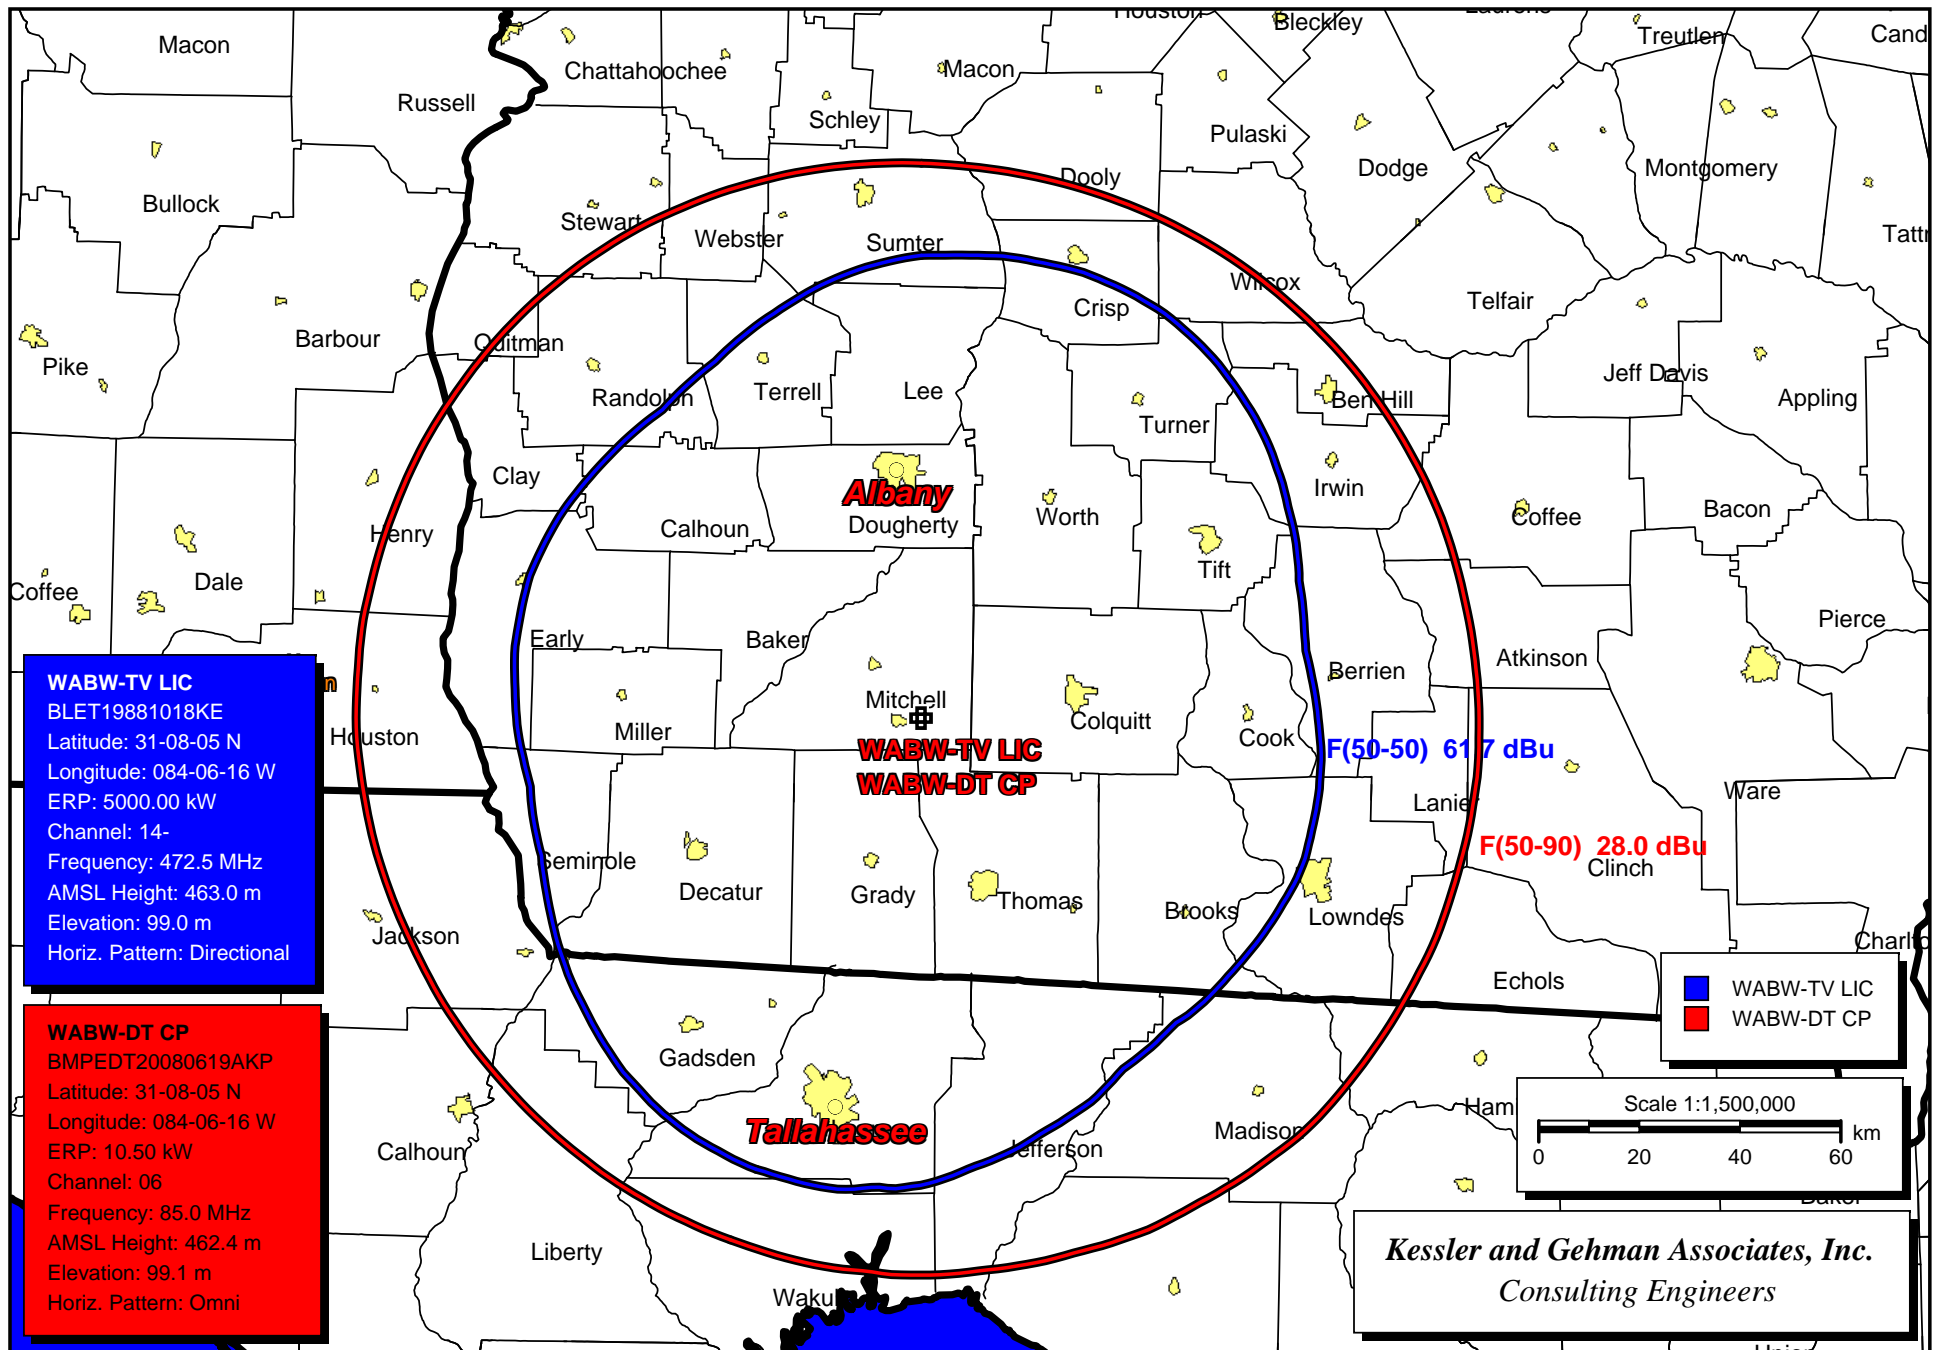 Houston
Bleckley
Laurens
Treutlen
Cand
Macon
Chattahoochee
Macon
Russell
Schley
Pulaski
Dodge
Montgomery
Dooly
Bullock
Stewart
Webster
Sumter
Tattn
Wilcox
Telfair
Crisp
Barbour
Quitman
Pike
Randolph
Terrell
Lee
Ben Hill
Jeff Davis
Appling
Turner
Clay
Irwin
Albany
Calhoun
Dougherty
Worth
Coffee
Bacon
Henry
Tift
Dale
Coffee
Pierce
Early
Baker
Berrien
Atkinson
Mitchell
Miller
Colquitt
Cook
Houston
WABW-TV LIC
WABW-DT CP
F(50-50) 61.7 dBu
Lanier
Ware
F(50-90) 28.0 dBu
Clinch
Seminole
Decatur
Grady
Thomas
Brooks
Lowndes
Jackson
Charlto
Echols
Gadsden
Tallahassee
Jefferson
Madison
Ham
Calhoun
Liberty
Wakul
Baker
Union
WABW-TV LIC
BLET19881018KE
Latitude: 31-08-05 N
Longitude: 084-06-16 W
ERP: 5000.00 kW
Channel: 14-
Frequency: 472.5 MHz
AMSL Height: 463.0 m
Elevation: 99.0 m
Horiz. Pattern: Directional
WABW-DT CP
BMPEDT20080619AKP
Latitude: 31-08-05 N
Longitude: 084-06-16 W
ERP: 10.50 kW
Channel: 06
Frequency: 85.0 MHz
AMSL Height: 462.4 m
Elevation: 99.1 m
Horiz. Pattern: Omni
WABW-TV LIC
WABW-DT CP
Scale 1:1,500,000
km
0 20 40 60
Kessler and Gehman Associates, Inc.
Consulting Engineers